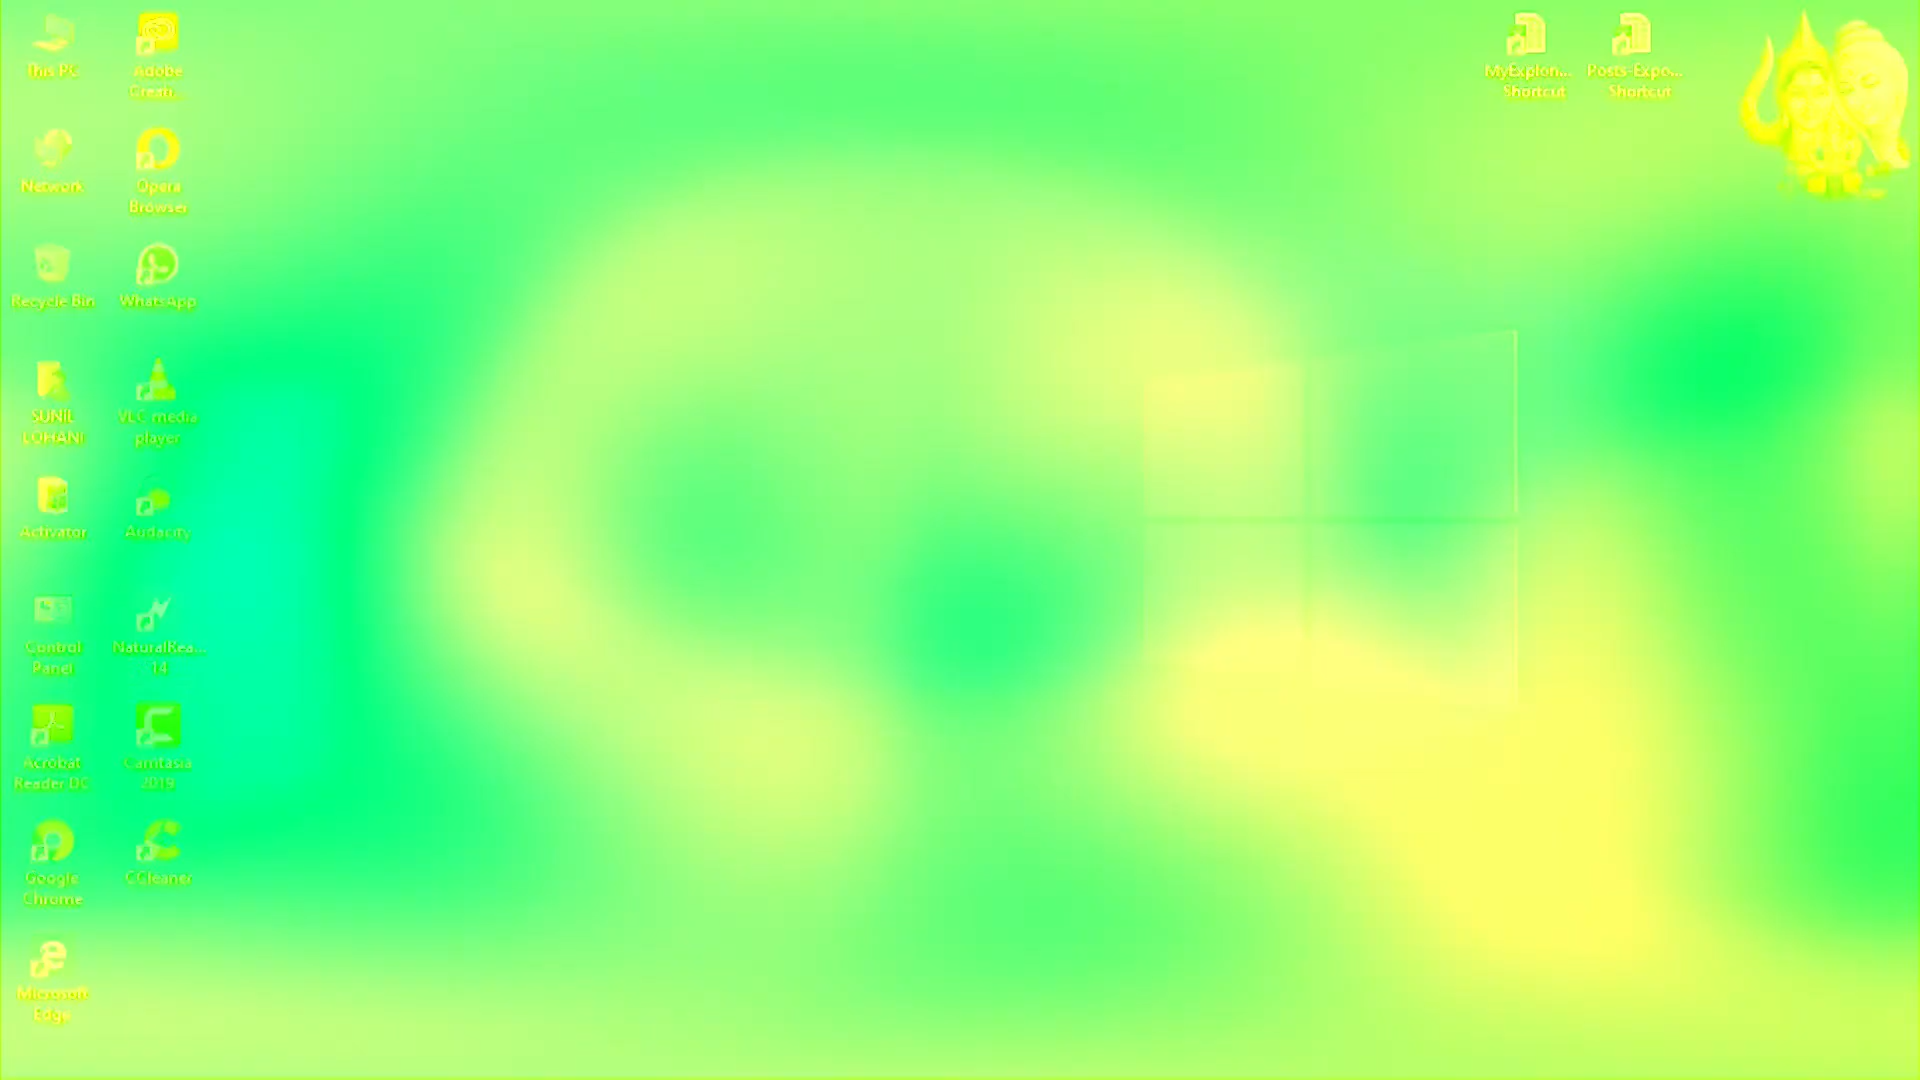 This PC
Adobe
Creati...
Network
Opera
Browser
Recycle Bin
WhatsApp
SUNIL
LOHANI
VLC media
player
Activator
Audacity
Control
Panel
NaturalRea...
14
Acrobat
Reader DC
Camtasia
2019
Google
Chrome
CCleaner
Microsoft
Edge
MyExplon...
Shortcut
Posts-Expo...
Shortcut